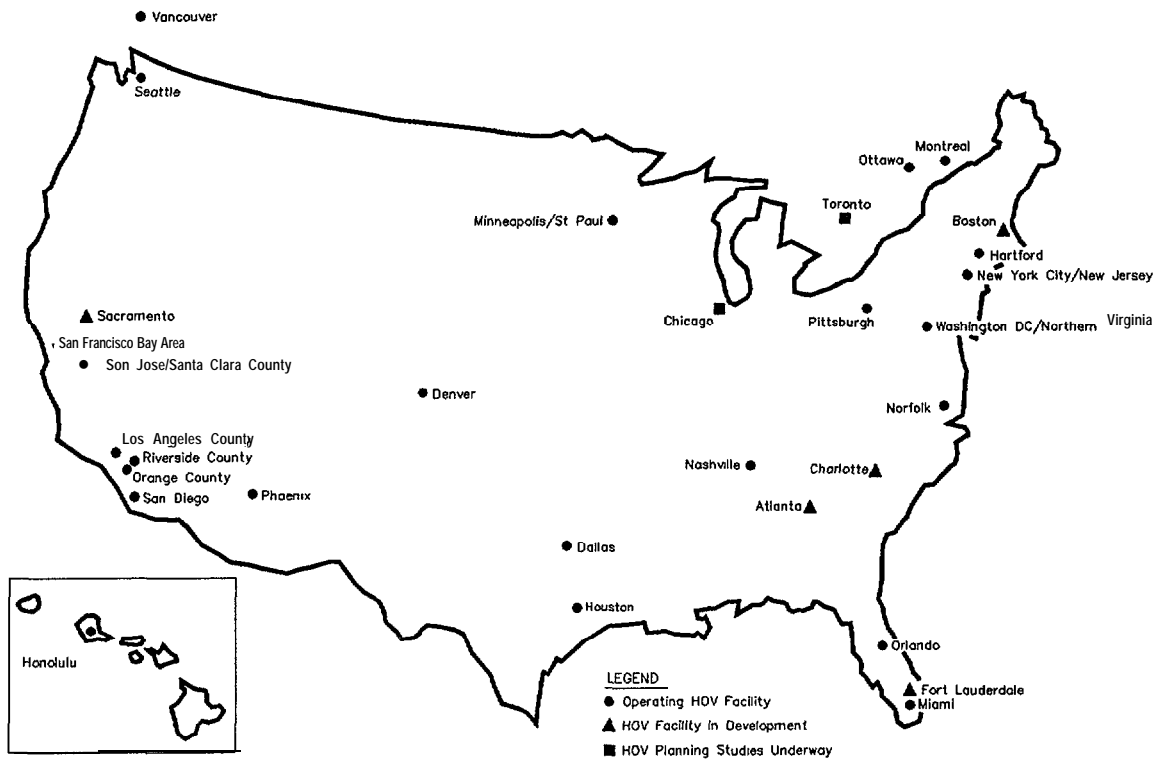 Vancouver
Seattle
Montreal
Ottawa
Toronto
Minneapolis/St Paul
Boston
Hartford
New York City/New Jersey
Sacramento
Chicago
Pittsburgh
Washington DC/Northern Virginia
San Francisco Bay Area
Son Jose/Santa Clara County
Denver
Norfolk
Los Angeles County
Riverside County
Orange County
San Diego
Phoenix
Nashville
Charlotte
Atlanta
Dallas
Houston
Orlando
Honolulu
Fort Lauderdale
Miami
LEGEND
Operating HOV Facility
HOV Facility in Development
HOV Planning Studies Underway